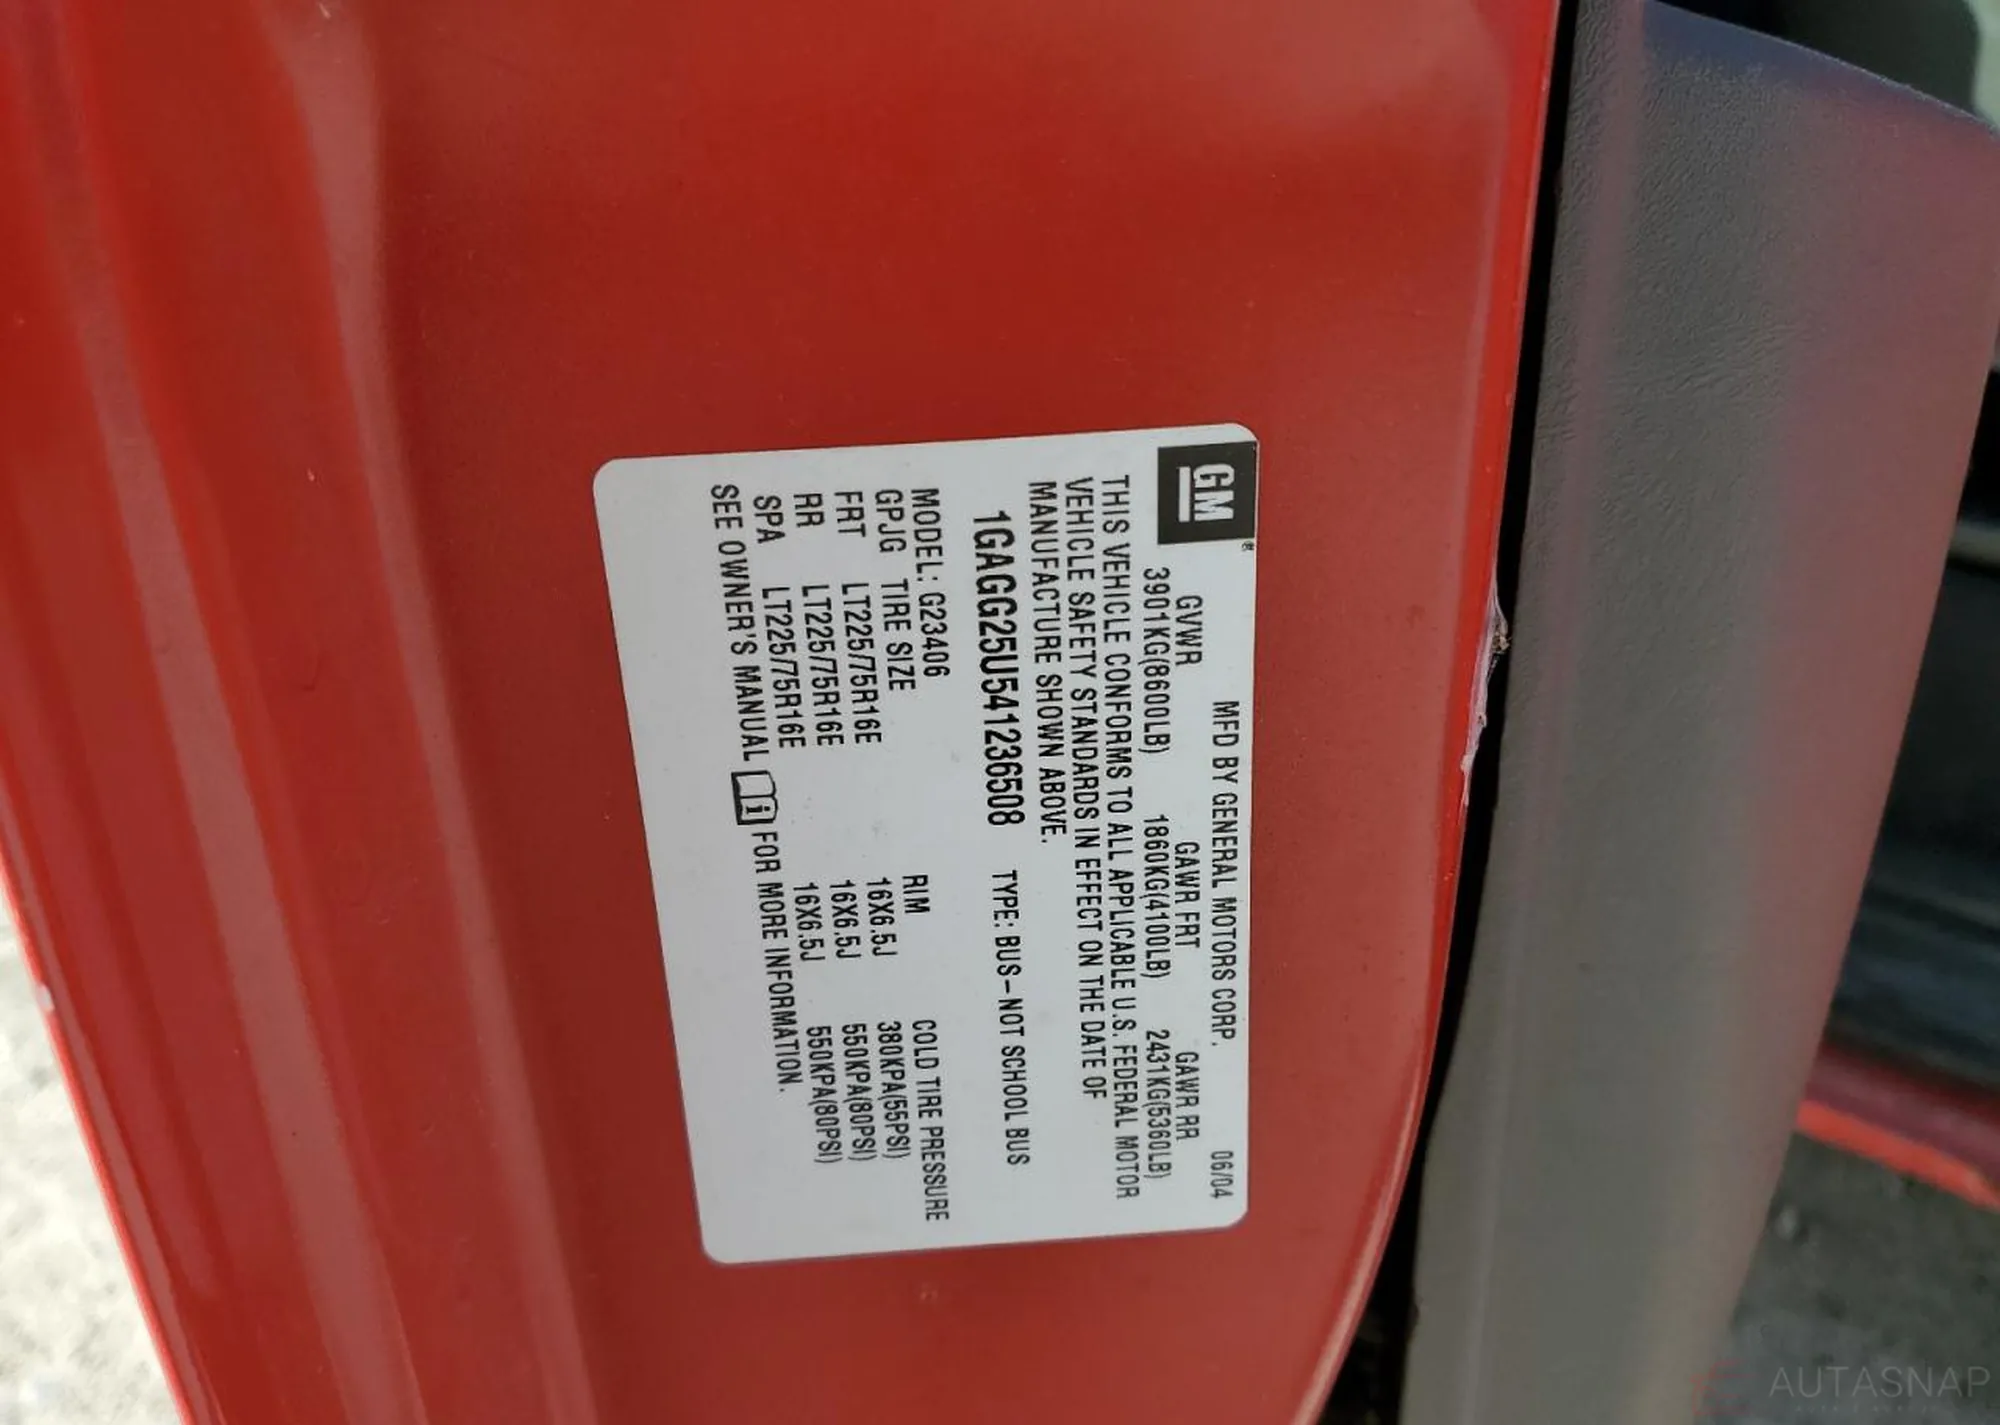 GM®
MFD BY GENERAL MOTORS CORP. 06/04
GVWR GAWR FRT GAWR RR
3901KG(8600LB) 1860KG(4100LB) 2431KG(5360LB)
THIS VEHICLE CONFORMS TO ALL APPLICABLE U.S. FEDERAL MOTOR
VEHICLE SAFETY STANDARDS IN EFFECT ON THE DATE OF
MANUFACTURE SHOWN ABOVE.
1GAGG25U541236508 TYPE: BUS-NOT SCHOOL BUS
MODEL: G23406
GPJG TIRE SIZE RIM COLD TIRE PRESSURE
FRT LT225/75R16E 16X6.5J 380KPA(55PSI)
RR LT225/75R16E 16X6.5J 550KPA(80PSI)
SPA LT225/75R16E 16X6.5J 550KPA(80PSI)
SEE OWNER'S MANUAL i FOR MORE INFORMATION.
AUTASNAP